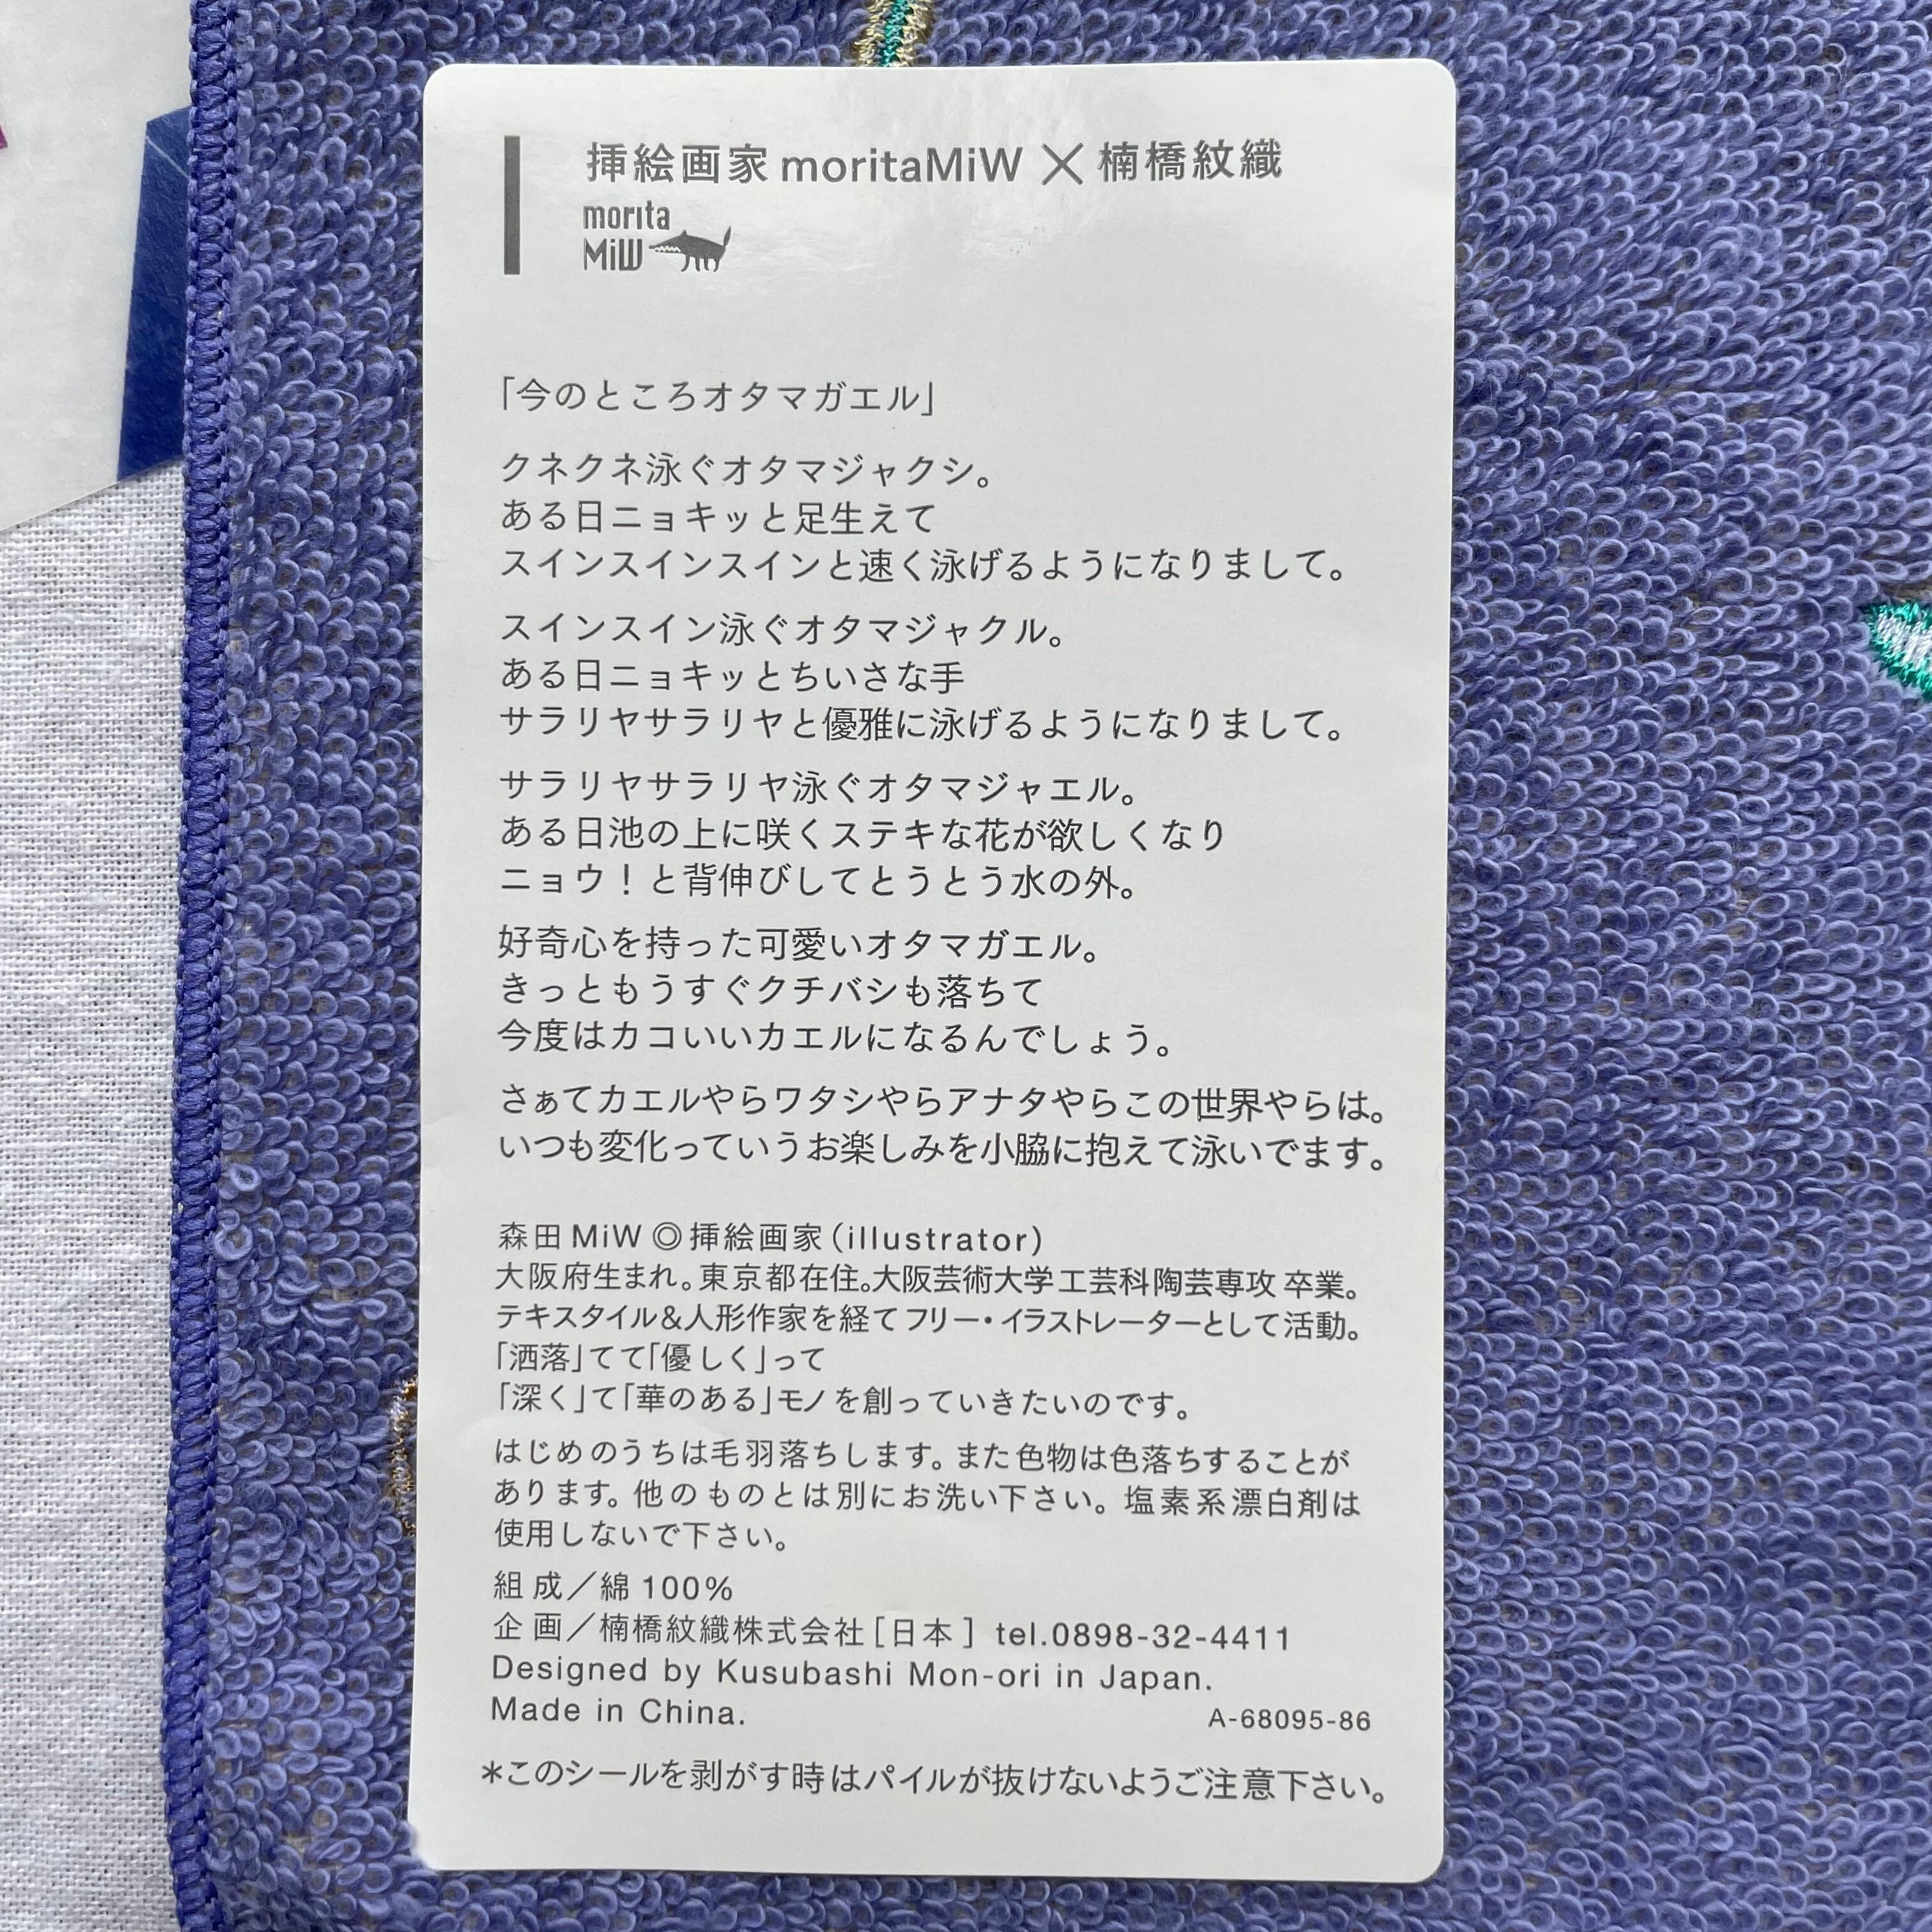 挿絵画家 moritaMiW × 楠橋紋織
morita
MiW
「今のところオタマガエル」
クネクネ泳ぐオタマジャクシ。
ある日ニョキッと足生えて
スインスインスインと速く泳げるようになりまして。
スインスイン泳ぐオタマジャクル。
ある日ニョキッとちいさな手
サラリヤサラリヤと優雅に泳げるようになりまして。
サラリヤサラリヤ泳ぐオタマジャエル。
ある日池の上に咲くステキな花が欲しくなり
ニョウ！と背伸びしてとうとう水の外。
好奇心を持った可愛いオタマガエル。
きっともうすぐクチバシも落ちて
今度はカコいいカエルになるんでしょう。
さぁてカエルやらワタシやらアナタやらこの世界やらは。
いつも変化っていうお楽しみを小脇に抱えて泳いでます。
森田 MiW ◎挿絵画家（illustrator）
大阪府生まれ。東京都在住。大阪芸術大学 工芸科 陶芸専攻 卒業。
テキスタイル&人形作家を経て フリー・イラストレーターとして活動。
「洒落」てて「優しく」って
「深く」て「華のある」モノを創っていきたいのです。
はじめのうちは毛羽落ちします。また色物は色落ちすることが
あります。他のものとは別にお洗い下さい。塩素系漂白剤は
使用しないで下さい。
組成／綿 100%
企画／楠橋紋織株式会社［日本］ tel.0898-32-4411
Designed by Kusubashi Mon-ori in Japan.
Made in China.
A-68095-86
＊このシールを剥がす時はパイルが抜けないようご注意下さい。